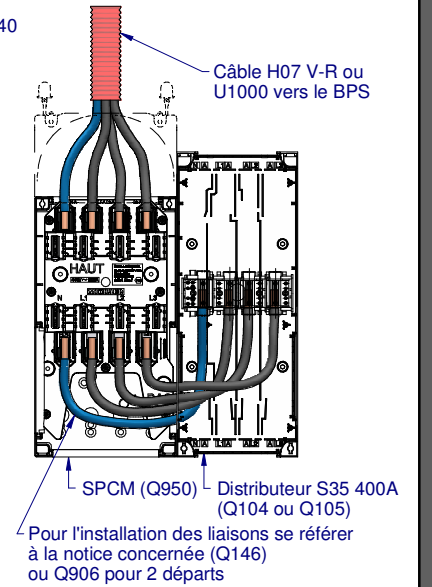 40
Câble H07 V-R ou
U1000 vers le BPS
HAUT
N L1 L2 L3
SPCM (Q950)
Distributeur S35 400A
(Q104 ou Q105)
Pour l'installation des liaisons se référer
à la notice concernée (Q146)
ou Q906 pour 2 départs